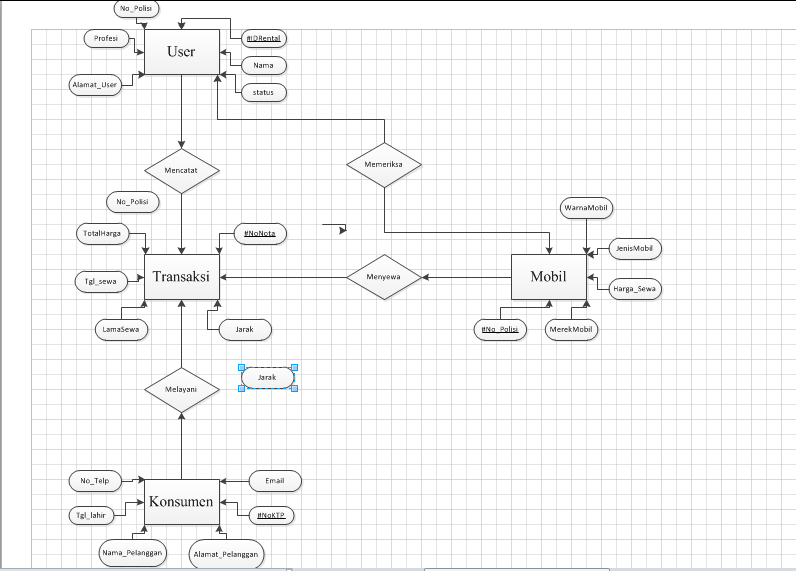 No_Polisi
Profesi
User
#IDRental
Nama
Alamat_User
status
Mencatat
Memeriksa
No_Polisi
WarnaMobil
TotalHarga
#NoNota
JenisMobil
Tgl_sewa
Transaksi
Menyewa
Mobil
Harga_Sewa
LamaSewa
Jarak
#No_Polisi
MerekMobil
Jarak
Melayani
No_Telp
Email
Konsumen
Tgl_lahir
#NoKTP
Nama_Pelanggan
Alamat_Pelanggan